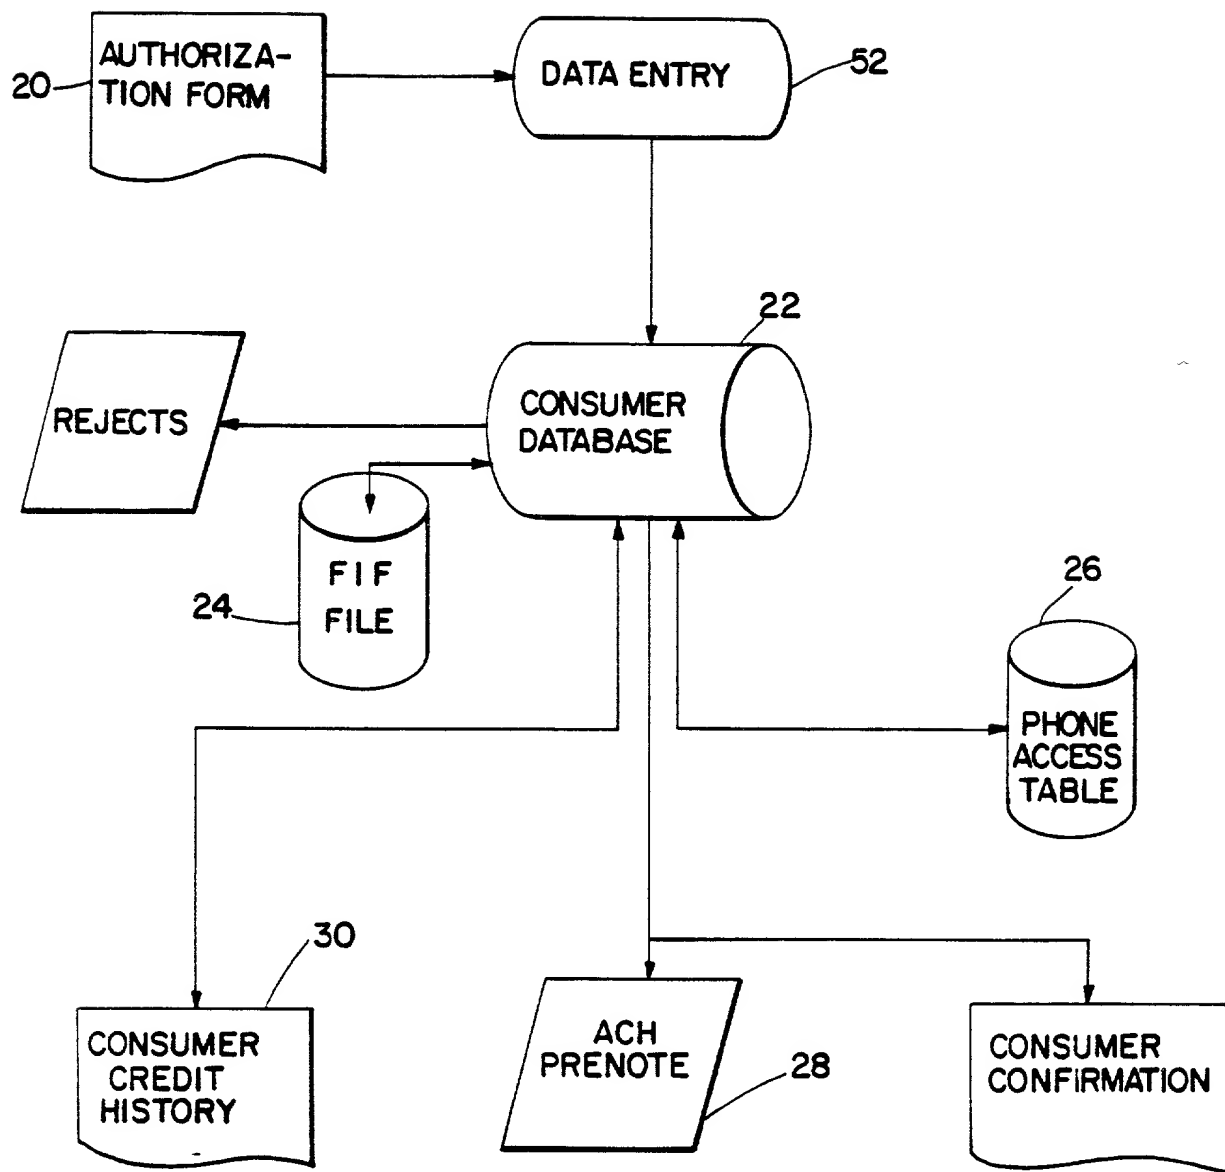 AUTHORIZA-
TION FORM
20
DATA ENTRY
52
22
CONSUMER
DATABASE
REJECTS
FIF
FILE
24
26
PHONE
ACCESS
TABLE
30
CONSUMER
CREDIT
HISTORY
ACH
PRENOTE
28
CONSUMER
CONFIRMATION